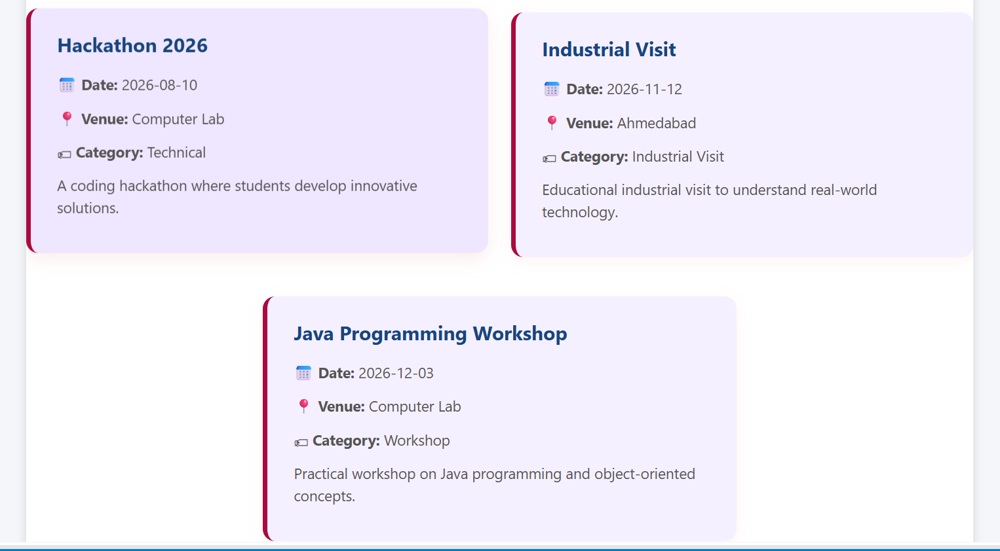 Hackathon 2026
Date: 2026-08-10
Venue: Computer Lab
Category: Technical
A coding hackathon where students develop innovative
solutions.
Industrial Visit
Date: 2026-11-12
Venue: Ahmedabad
Category: Industrial Visit
Educational industrial visit to understand real-world
technology.
Java Programming Workshop
Date: 2026-12-03
Venue: Computer Lab
Category: Workshop
Practical workshop on Java programming and object-oriented
concepts.